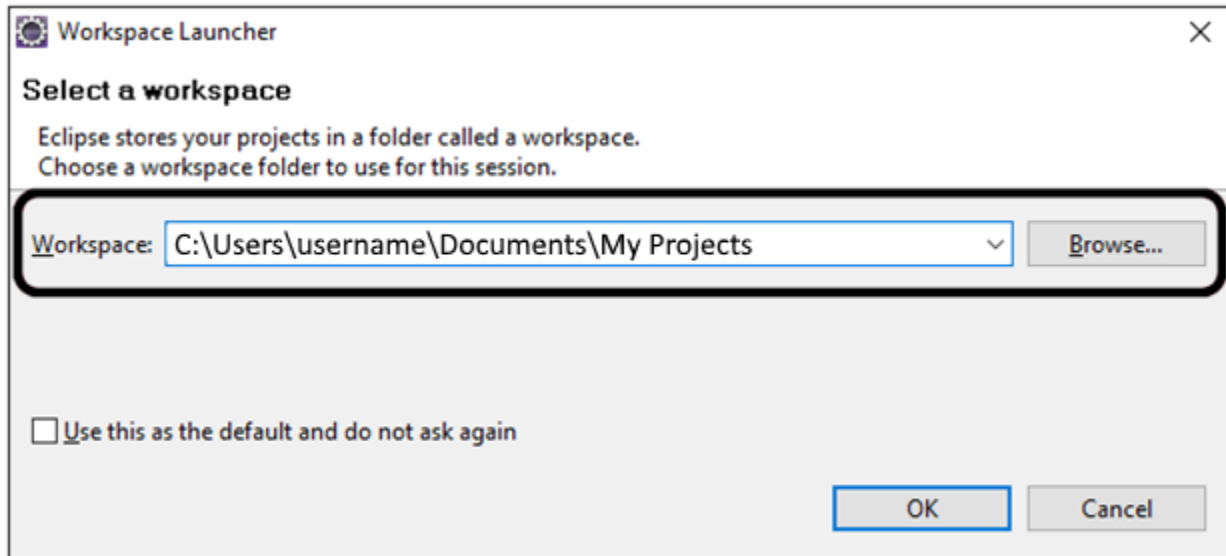 Workspace Launcher
Select a workspace
Eclipse stores your projects in a folder called a workspace.
Choose a workspace folder to use for this session.
Workspace: C:\Users\username\Documents\My Projects Browse...
Use this as the default and do not ask again
OK Cancel